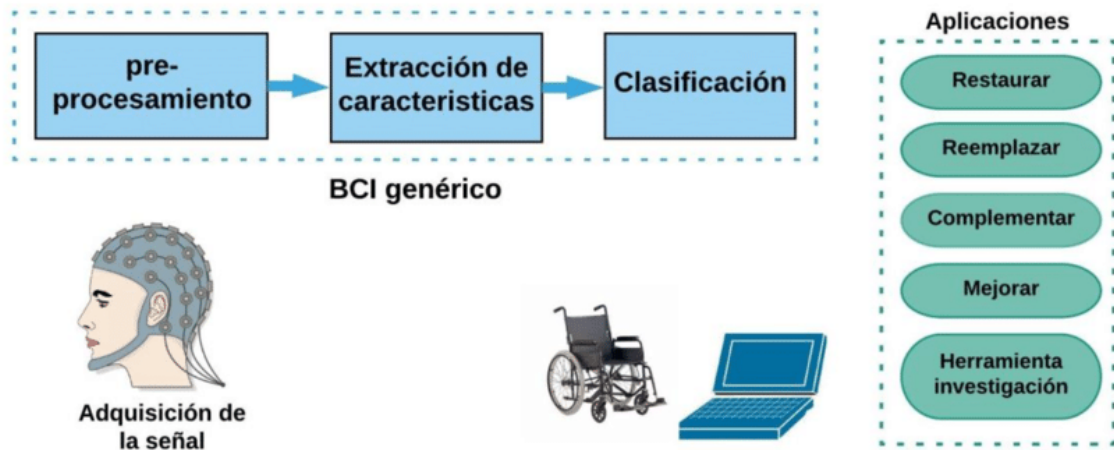 pre-
procesamiento
Extracción de
caracteristicas
Clasificación
BCI genérico
Adquisición de
la señal
Aplicaciones
Restaurar
Reemplazar
Complementar
Mejorar
Herramienta
investigación